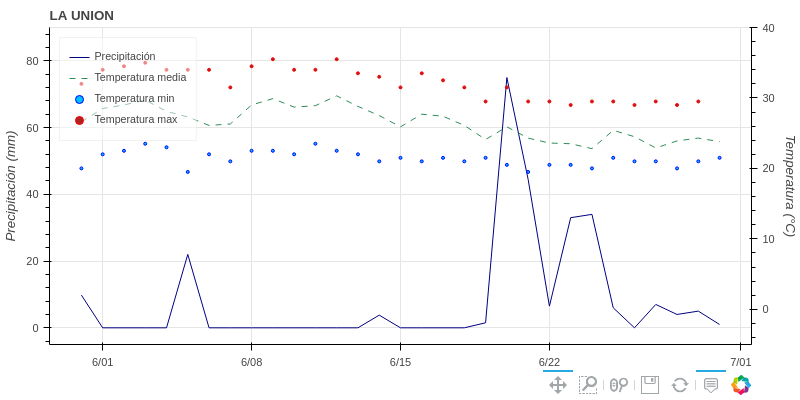 LA UNION
Precipitación
Temperatura media
Temperatura min
Temperatura max
Precipitación (mm)
80
60
40
20
0
Temperatura (°C)
40
30
20
10
0
6/01 6/08 6/15 6/22 7/01